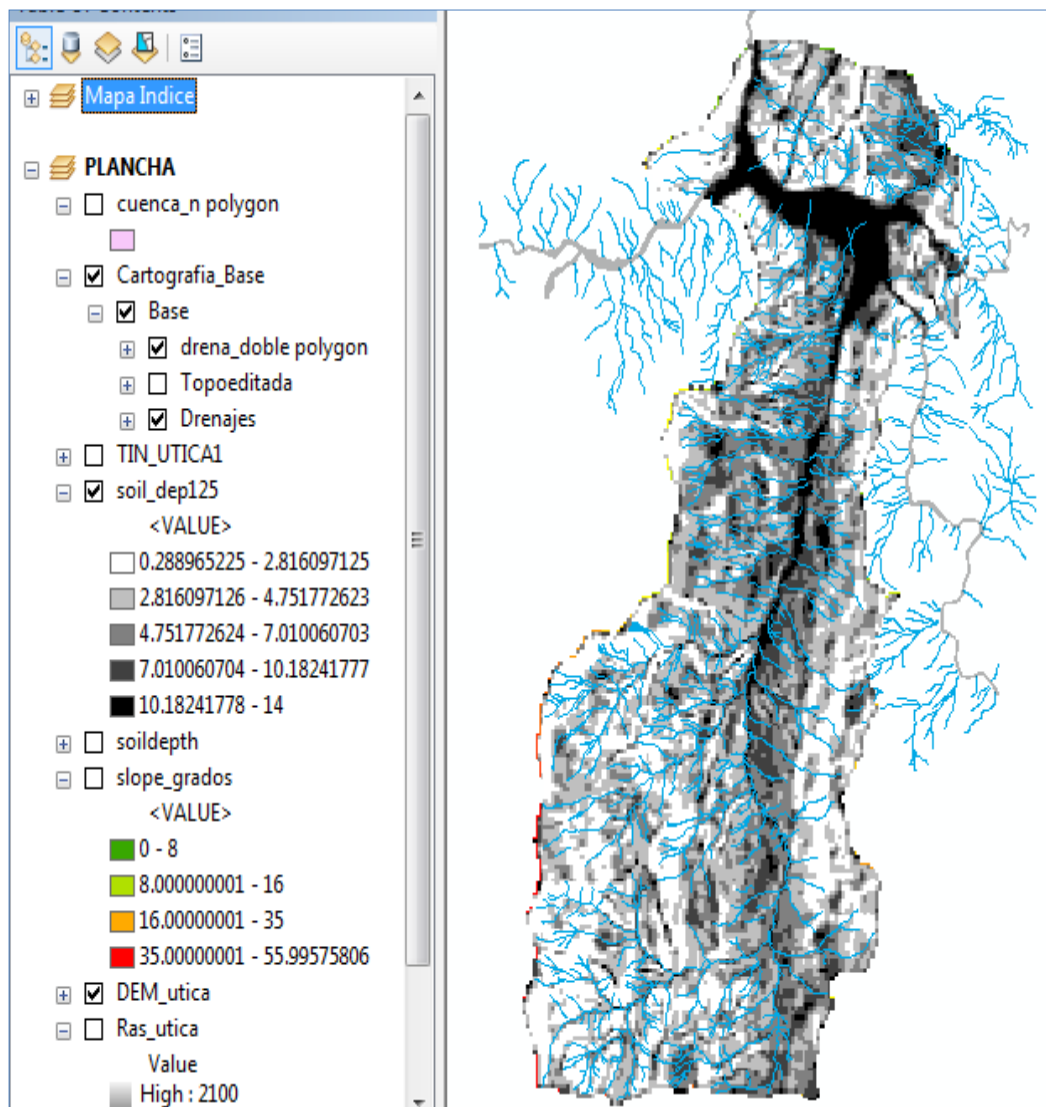 Mapa Indice
PLANCHA
cuenca_n polygon
Cartografia_Base
Base
drena_doble polygon
Topoeditada
Drenajes
TIN_UTICA1
soil_dep125
<VALUE>
0.288965225 - 2.816097125
2.816097126 - 4.751772623
4.751772624 - 7.010060703
7.010060704 - 10.18241777
10.18241778 - 14
soildepth
slope_grados
<VALUE>
0 - 8
8.000000001 - 16
16.00000001 - 35
35.00000001 - 55.99575806
DEM_utica
Ras_utica
Value
High : 2100